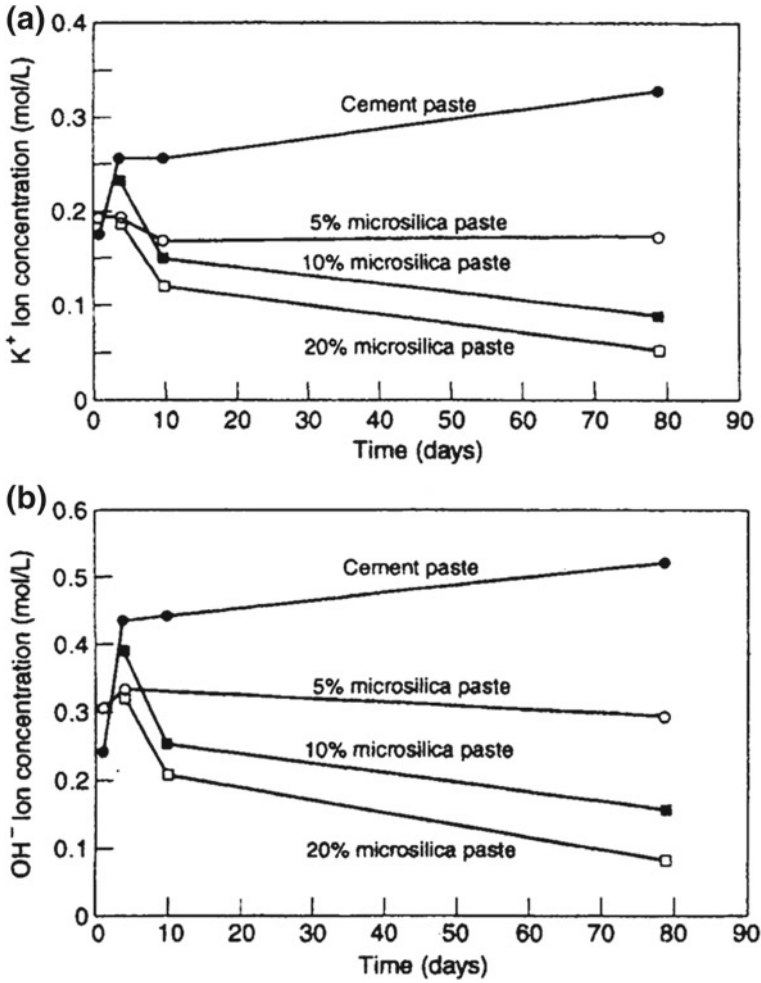 (a)
0.4
0.3
0.2
0.1
0
K+ Ion concentration (mol/L)
Cement paste
5% microsilica paste
10% microsilica paste
20% microsilica paste
0 10 20 30 40 50 60 70 80 90
Time (days)
(b)
0.6
0.5
0.4
0.3
0.2
0.1
0
OH− Ion concentration (mol/L)
Cement paste
5% microsilica paste
10% microsilica paste
20% microsilica paste
0 10 20 30 40 50 60 70 80 90
Time (days)